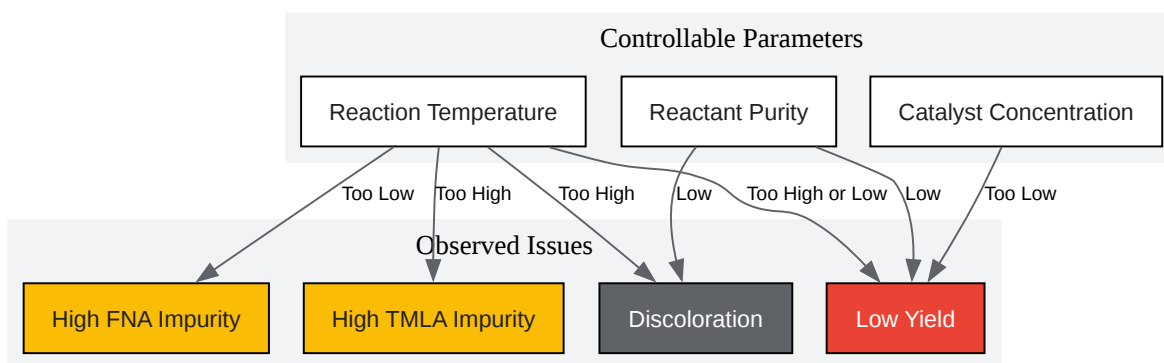 Controllable Parameters
Reaction Temperature
Reactant Purity
Catalyst Concentration
Too Low
Too High
Too High
Low
Too High or Low
Low
Too Low
Observed Issues
High FNA Impurity
High TMLA Impurity
Discoloration
Low Yield